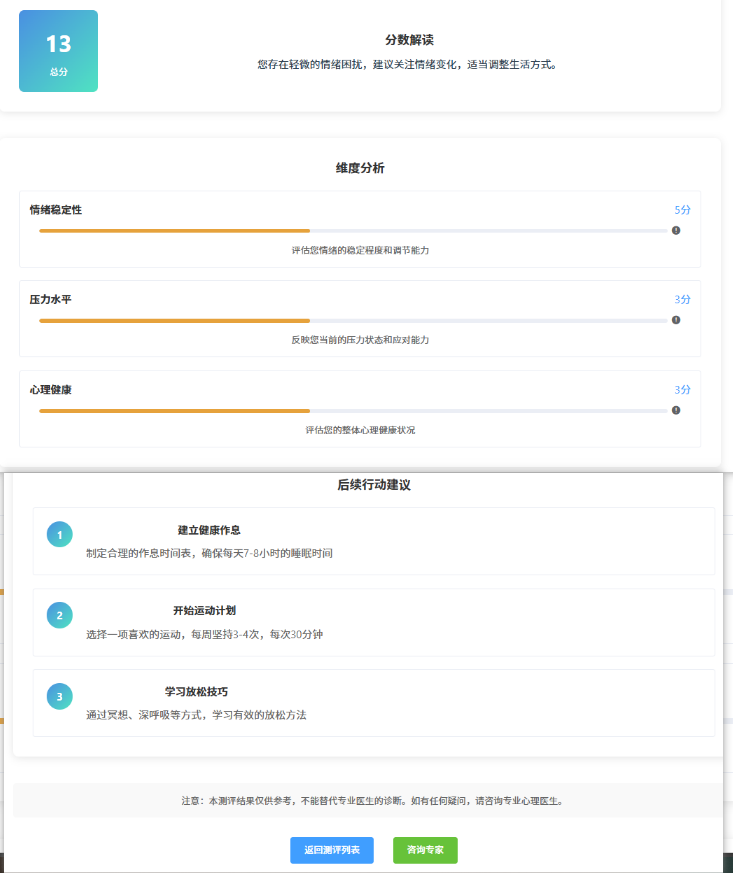 13
总分
分数解读
您存在轻微的情绪困扰，建议关注情绪变化，适当调整生活方式。
维度分析
情绪稳定性
5分
评估您情绪的稳定程度和调节能力
压力水平
3分
反映您当前的压力状态和应对能力
心理健康
3分
评估您的整体心理健康状况
后续行动建议
1
建立健康作息
制定合理的作息时间表，确保每天7-8小时的睡眠时间
2
开始运动计划
选择一项喜欢的运动，每周坚持3-4次，每次30分钟
3
学习放松技巧
通过冥想、深呼吸等方式，学习有效的放松方法
注意：本测评结果仅供参考，不能替代专业医生的诊断。如有任何疑问，请咨询专业心理医生。
返回测评列表
咨询专家